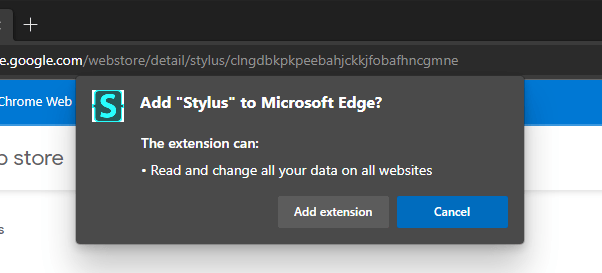 e.google.com/webstore/detail/stylus/clngdbkpkpeebahjckkjfobafhncgmne
Chrome Web
Add "Stylus" to Microsoft Edge?
The extension can:
• Read and change all your data on all websites
o store
Add extension
Cancel
s